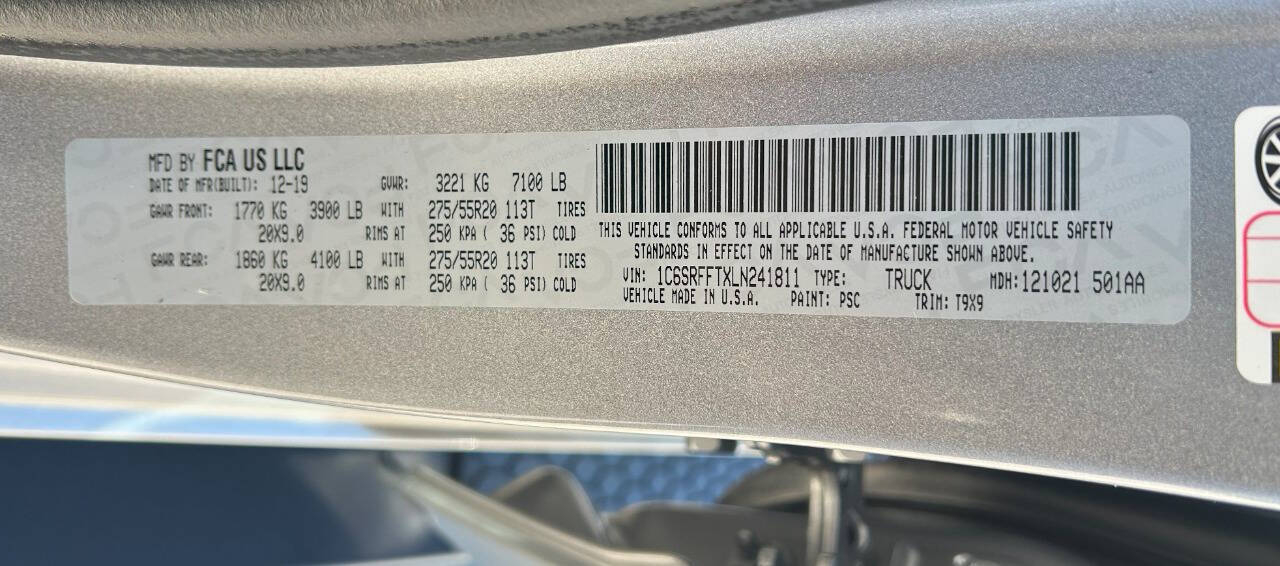 MFD BY FCA US LLC
DATE OF MFR(BUILT): 12-19 GVWR: 3221 KG 7100 LB
GAWR FRONT: 1770 KG 3900 LB WITH 275/55R20 113T TIRES
20X9.0 RIMS AT 250 KPA ( 36 PSI) COLD
GAWR REAR: 1860 KG 4100 LB WITH 275/55R20 113T TIRES
20X9.0 RIMS AT 250 KPA ( 36 PSI) COLD
THIS VEHICLE CONFORMS TO ALL APPLICABLE U.S.A. FEDERAL MOTOR VEHICLE SAFETY
STANDARDS IN EFFECT ON THE DATE OF MANUFACTURE SHOWN ABOVE.
VIN: 1C6SRFFTXLN241811 TYPE: TRUCK MDH:121021 501AA
VEHICLE MADE IN U.S.A. PAINT: PSC TRIM: T9X9